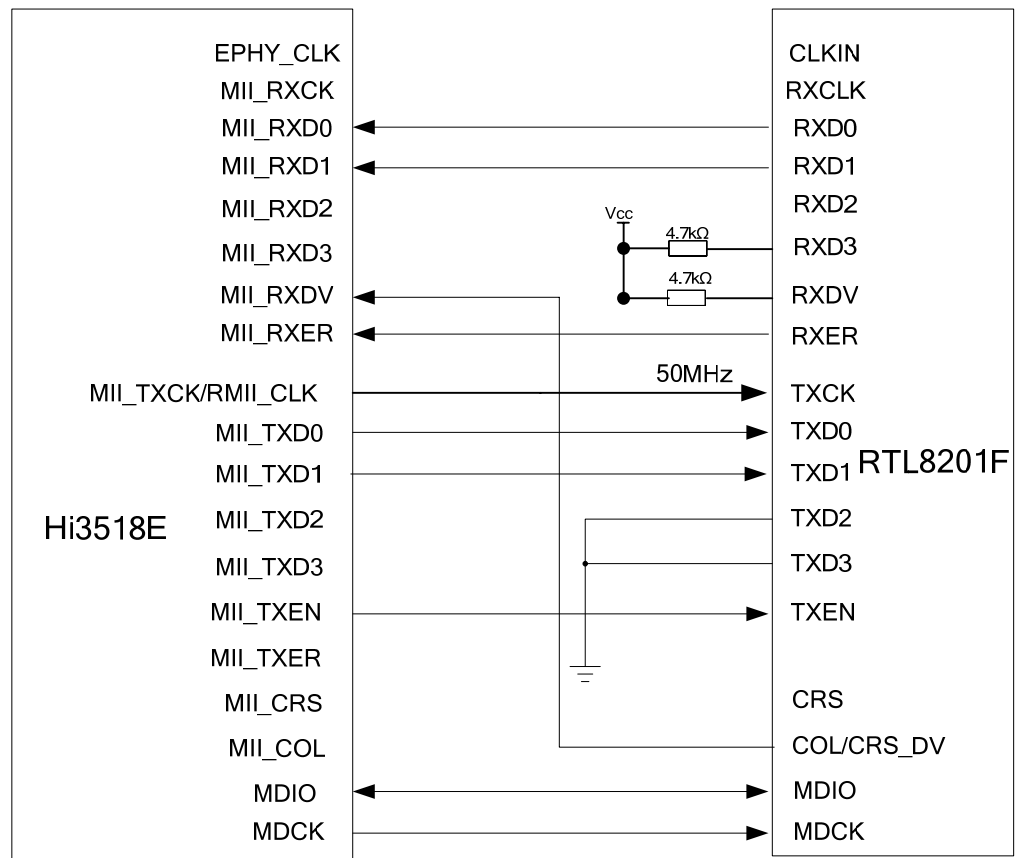 EPHY_CLK
CLKIN
MII_RXCK
RXCLK
MII_RXD0
RXD0
MII_RXD1
RXD1
MII_RXD2
RXD2
Vcc
4.7kΩ
MII_RXD3
RXD3
4.7kΩ
MII_RXDV
RXDV
MII_RXER
RXER
50MHz
MII_TXCK/RMII_CLK
TXCK
MII_TXD0
TXD0
MII_TXD1
TXD1
RTL8201F
Hi3518E
MII_TXD2
TXD2
MII_TXD3
TXD3
MII_TXEN
TXEN
MII_TXER
MII_CRS
CRS
MII_COL
COL/CRS_DV
MDIO
MDIO
MDCK
MDCK